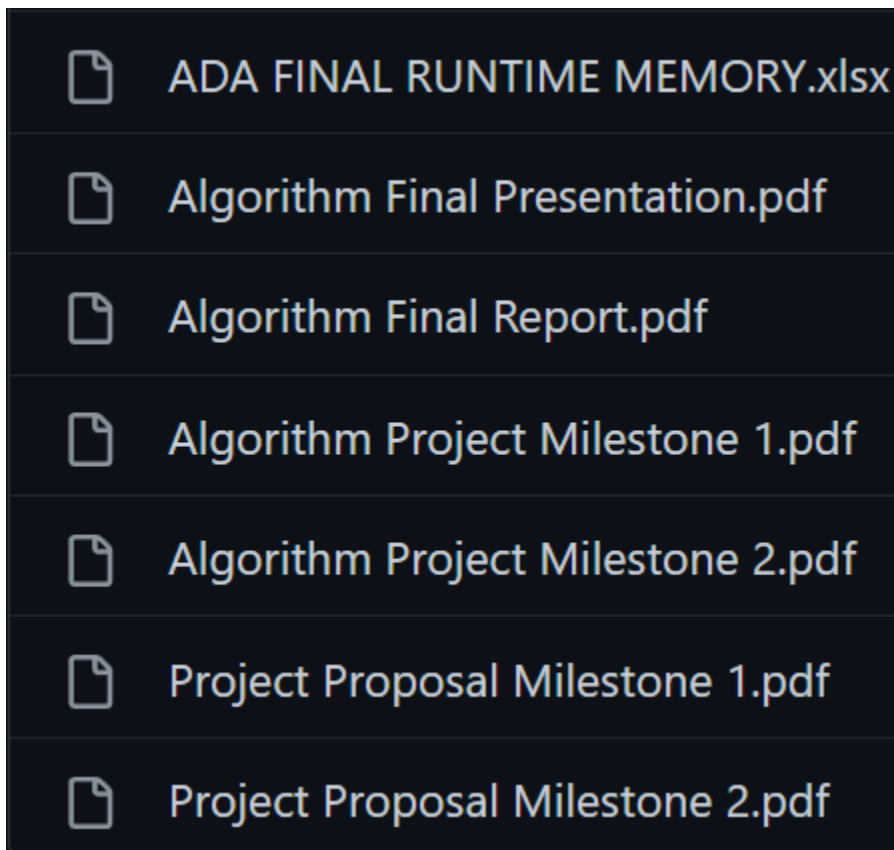 ADA FINAL RUNTIME MEMORY.xlsx
Algorithm Final Presentation.pdf
Algorithm Final Report.pdf
Algorithm Project Milestone 1.pdf
Algorithm Project Milestone 2.pdf
Project Proposal Milestone 1.pdf
Project Proposal Milestone 2.pdf